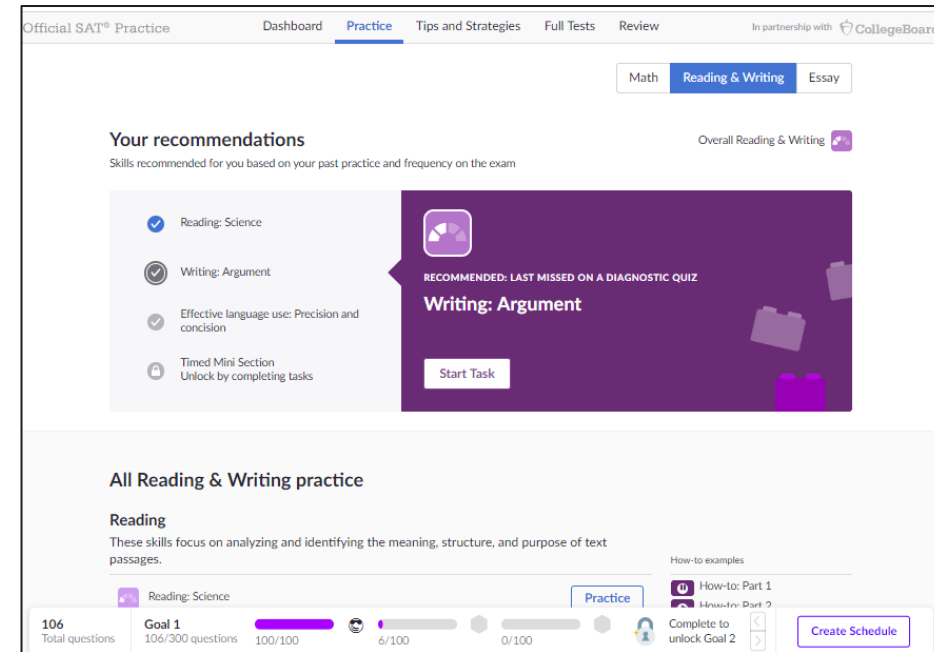 Official SAT® Practice
Dashboard
Practice
Tips and Strategies
Full Tests
Review
In partnership with
CollegeBoard
Math
Reading & Writing
Essay
Your recommendations
Overall Reading & Writing
Skills recommended for you based on your past practice and frequency on the exam
Reading: Science
Writing: Argument
Effective language use: Precision and
concision
Timed Mini Section
Unlock by completing tasks
RECOMMENDED: LAST MISSED ON A DIAGNOSTIC QUIZ
Writing: Argument
Start Task
All Reading & Writing practice
Reading
These skills focus on analyzing and identifying the meaning, structure, and purpose of text
passages.
How-to examples
Reading: Science
Practice
How-to: Part 1
How-to: Part 2
106
Total questions
Goal 1
106/300 questions
100/100
6/100
0/100
Complete to
unlock Goal 2
Create Schedule